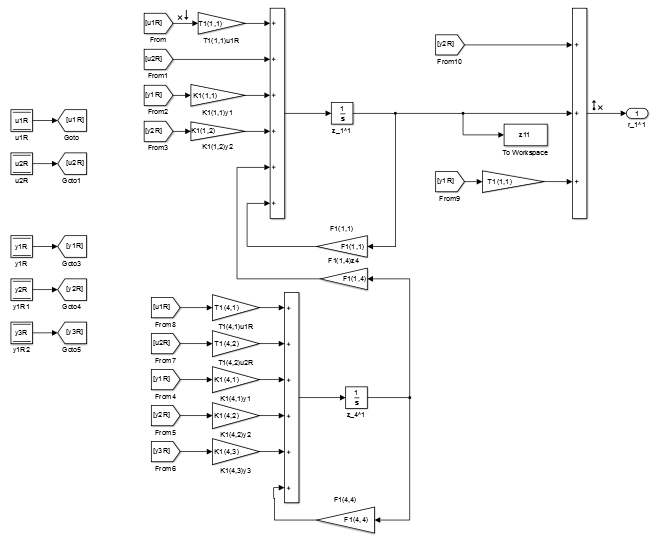 [u1R]
From
x
T1(1,1)
T1(1,1)u1R
+
[u2R]
From1
+
[y1R]
From2
K1(1,1)
K1(1,1)y1
+
[y2R]
From3
K1(1,2)
K1(1,2)y2
+
+
+
1
s
z_1^1
z11
To Workspace
[y2R]
From10
+
+
[y1R]
From9
T1(1,1)
+
x
1
r_1^1
u1R
u1R
[u1R]
Goto
u2R
u2R
[u2R]
Goto1
y1R
y1R
[y1R]
Goto3
y2R
y1R1
[y2R]
Goto4
y3R
y1R2
[y3R]
Goto5
F1(1,1)
F1(1,1)
F1(1,4)z4
F1(1,4)
[u1R]
From8
T1(4,1)
T1(4,1)u1R
+
[u2R]
From7
T1(4,2)
T1(4,2)u2R
+
[y1R]
From4
K1(4,1)
K1(4,1)y1
+
[y2R]
From5
K1(4,2)
K1(4,2)y2
+
[y3R]
From6
K1(4,3)
K1(4,3)y3
+
+
1
s
z_4^1
F1(4,4)
F1(4,4)